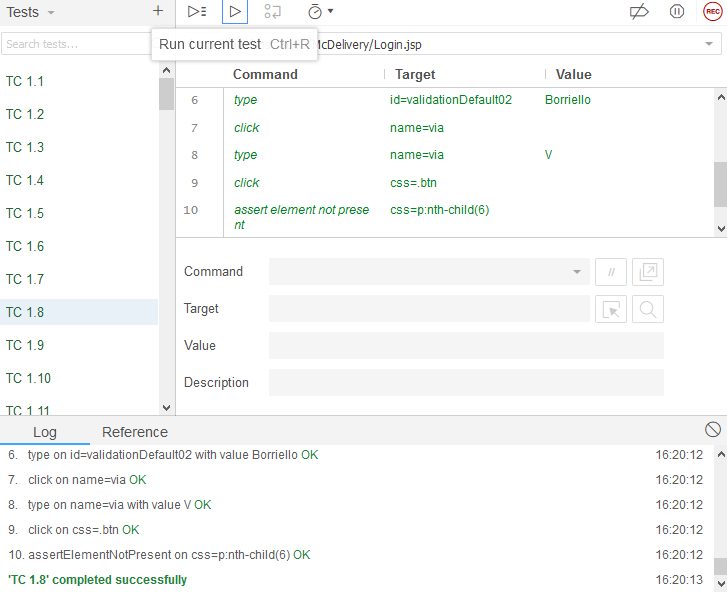 Tests
REC
Search tests...
Run current test Ctrl+R
cDelivery/Login.jsp
Command Target Value
6 type id=validationDefault02 Borriello
7 click name=via
8 type name=via V
9 click css=.btn
10 assert element not prese
nt css=p:nth-child(6)
TC 1.1
TC 1.2
TC 1.3
TC 1.4
TC 1.5
TC 1.6
TC 1.7
TC 1.8
TC 1.9
TC 1.10
TC 1.11
Command //
Target
Value
Description
Log Reference
6. type on id=validationDefault02 with value Borriello OK 16:20:12
7. click on name=via OK 16:20:12
8. type on name=via with value V OK 16:20:12
9. click on css=.btn OK 16:20:12
10. assertElementNotPresent on css=p:nth-child(6) OK 16:20:12
'TC 1.8' completed successfully 16:20:13